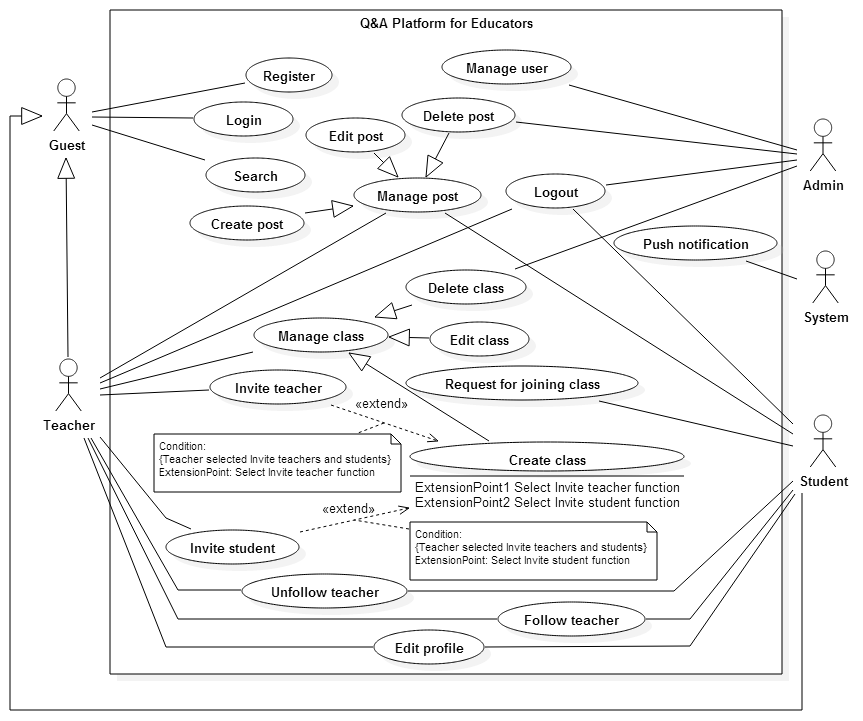 Q&A Platform for Educators
Manage user
Register
Delete post
Login
Edit post
Guest
Search
Admin
Logout
Manage post
Create post
Push notification
Delete class
System
Manage class
Edit class
Invite teacher
Request for joining class
«extend»
Teacher
Condition:
{Teacher selected Invite teachers and students}
ExtensionPoint: Select Invite teacher function
Create class
ExtensionPoint1 Select Invite teacher function
ExtensionPoint2 Select Invite student function
Student
«extend»
Condition:
{Teacher selected Invite teachers and students}
ExtensionPoint: Select Invite student function
Invite student
Unfollow teacher
Follow teacher
Edit profile